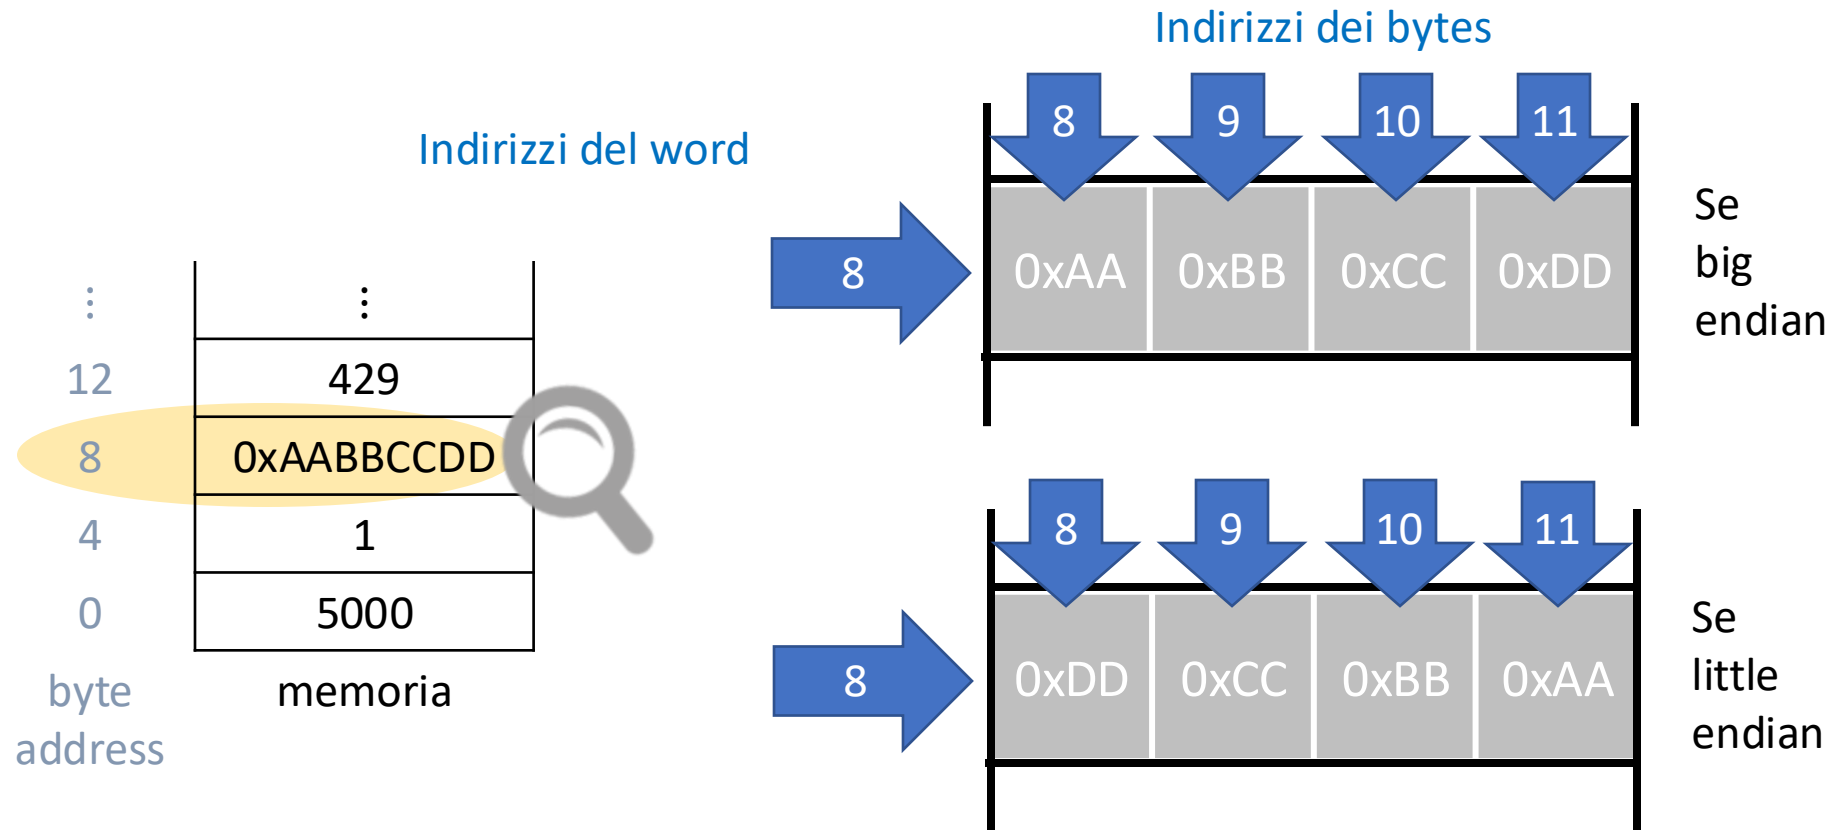 Indirizzi dei bytes
Indirizzi del word
8 9 10 11
8
0xAA 0xBB 0xCC 0xDD
Se
big
endian
⋮ ⋮
12 429
8 0xAABBCCDD
4 1
0 5000
byte
address
memoria
8 9 10 11
8
0xDD 0xCC 0xBB 0xAA
Se
little
endian